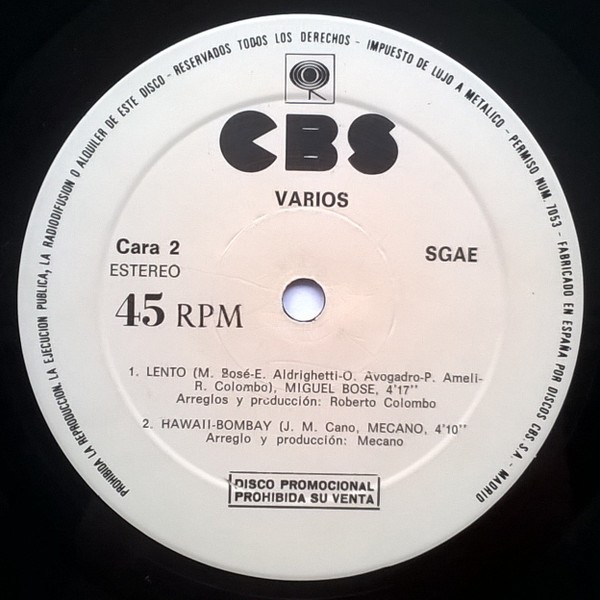 PROHIBIDA LA REPRODUCCION, LA EJECUCION PUBLICA, LA RADIODIFUSION O ALQUILER DE ESTE DISCO - RESERVADOS TODOS LOS DERECHOS - IMPUESTO DE LUJO A METALICO - PERMISO NUM. 7053 - FABRICADO EN ESPAÑA POR DISCOS CBS. S.A. - MADRID
CBS
VARIOS
Cara 2 SGAE
ESTEREO
45 RPM
1. LENTO (M. Bosé-E. Aldrighetti-O. Avogadro-P. Ameli-
R. Colombo), MIGUEL BOSE, 4'17''
Arreglos y producción: Roberto Colombo
2. HAWAII-BOMBAY (J. M. Cano, MECANO, 4'10''
Arreglo y producción: Mecano
DISCO PROMOCIONAL
PROHIBIDA SU VENTA